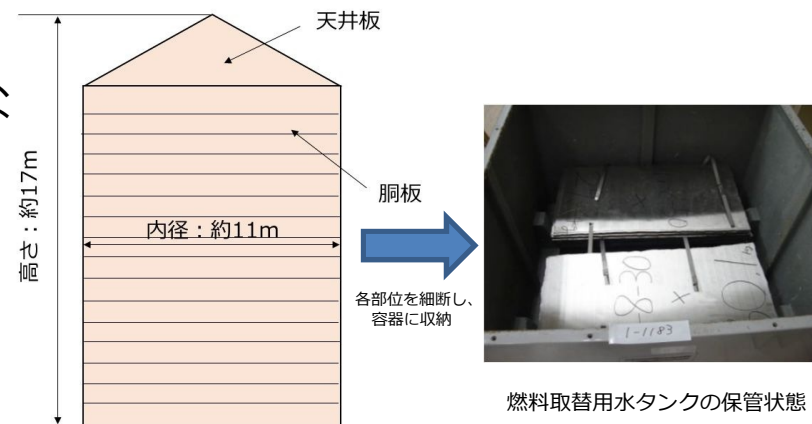 天井板
胴板
高さ：約17m
内径：約11m
各部位を細断し、
容器に収納
8-30
×
1-1183
燃料取替用水タンクの保管状態